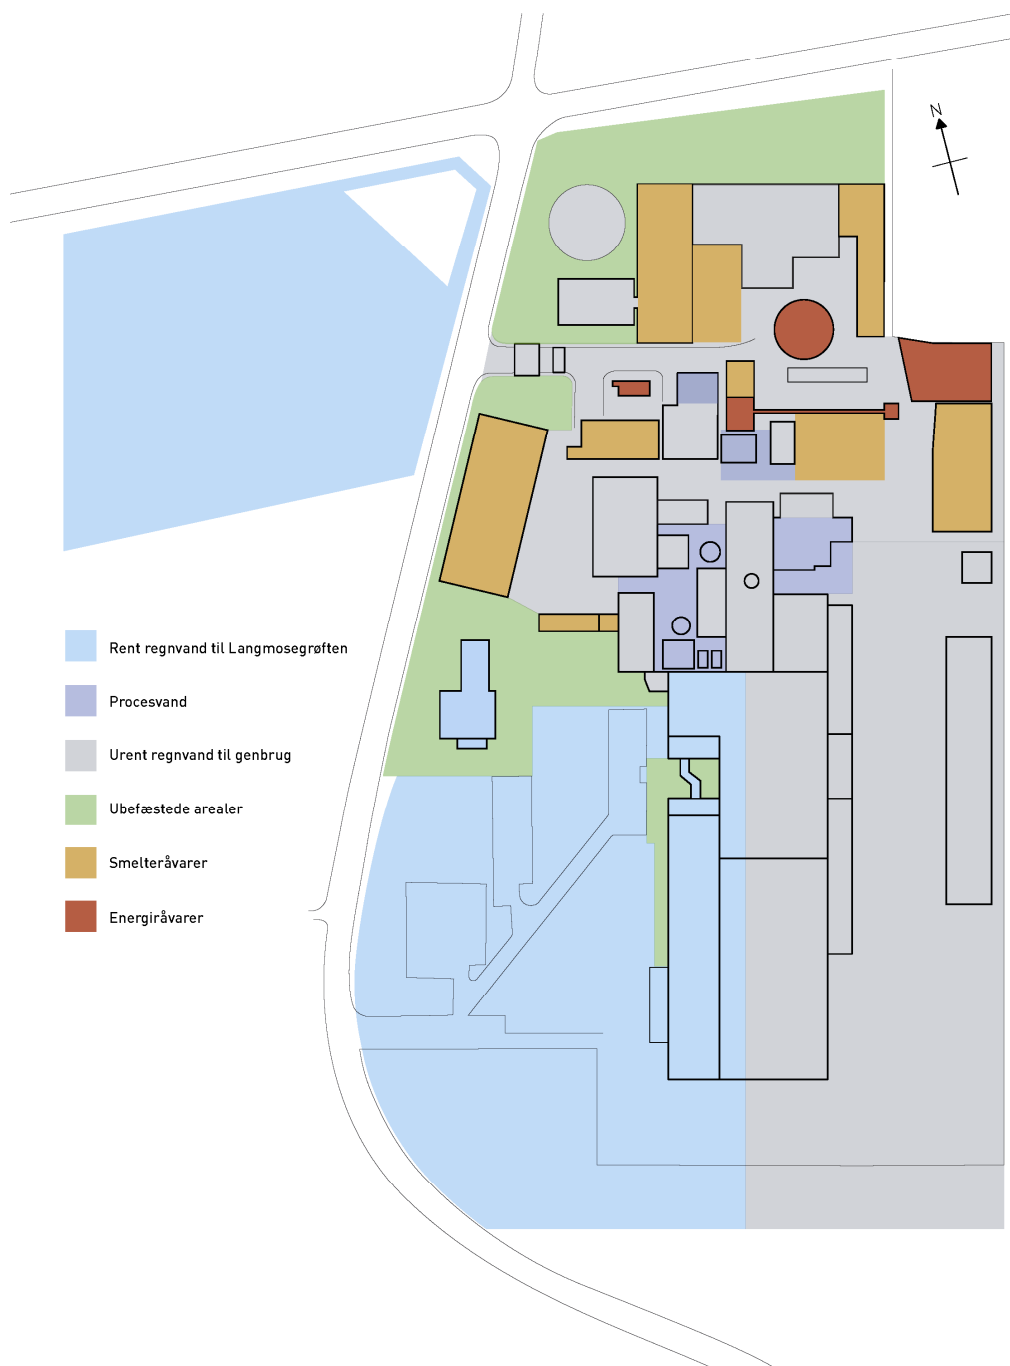 N
Rent regnvand til Langmosegrøften
Procesvand
Urent regnvand til genbrug
Ubefæstede arealer
Smelteråvarer
Energiråvarer